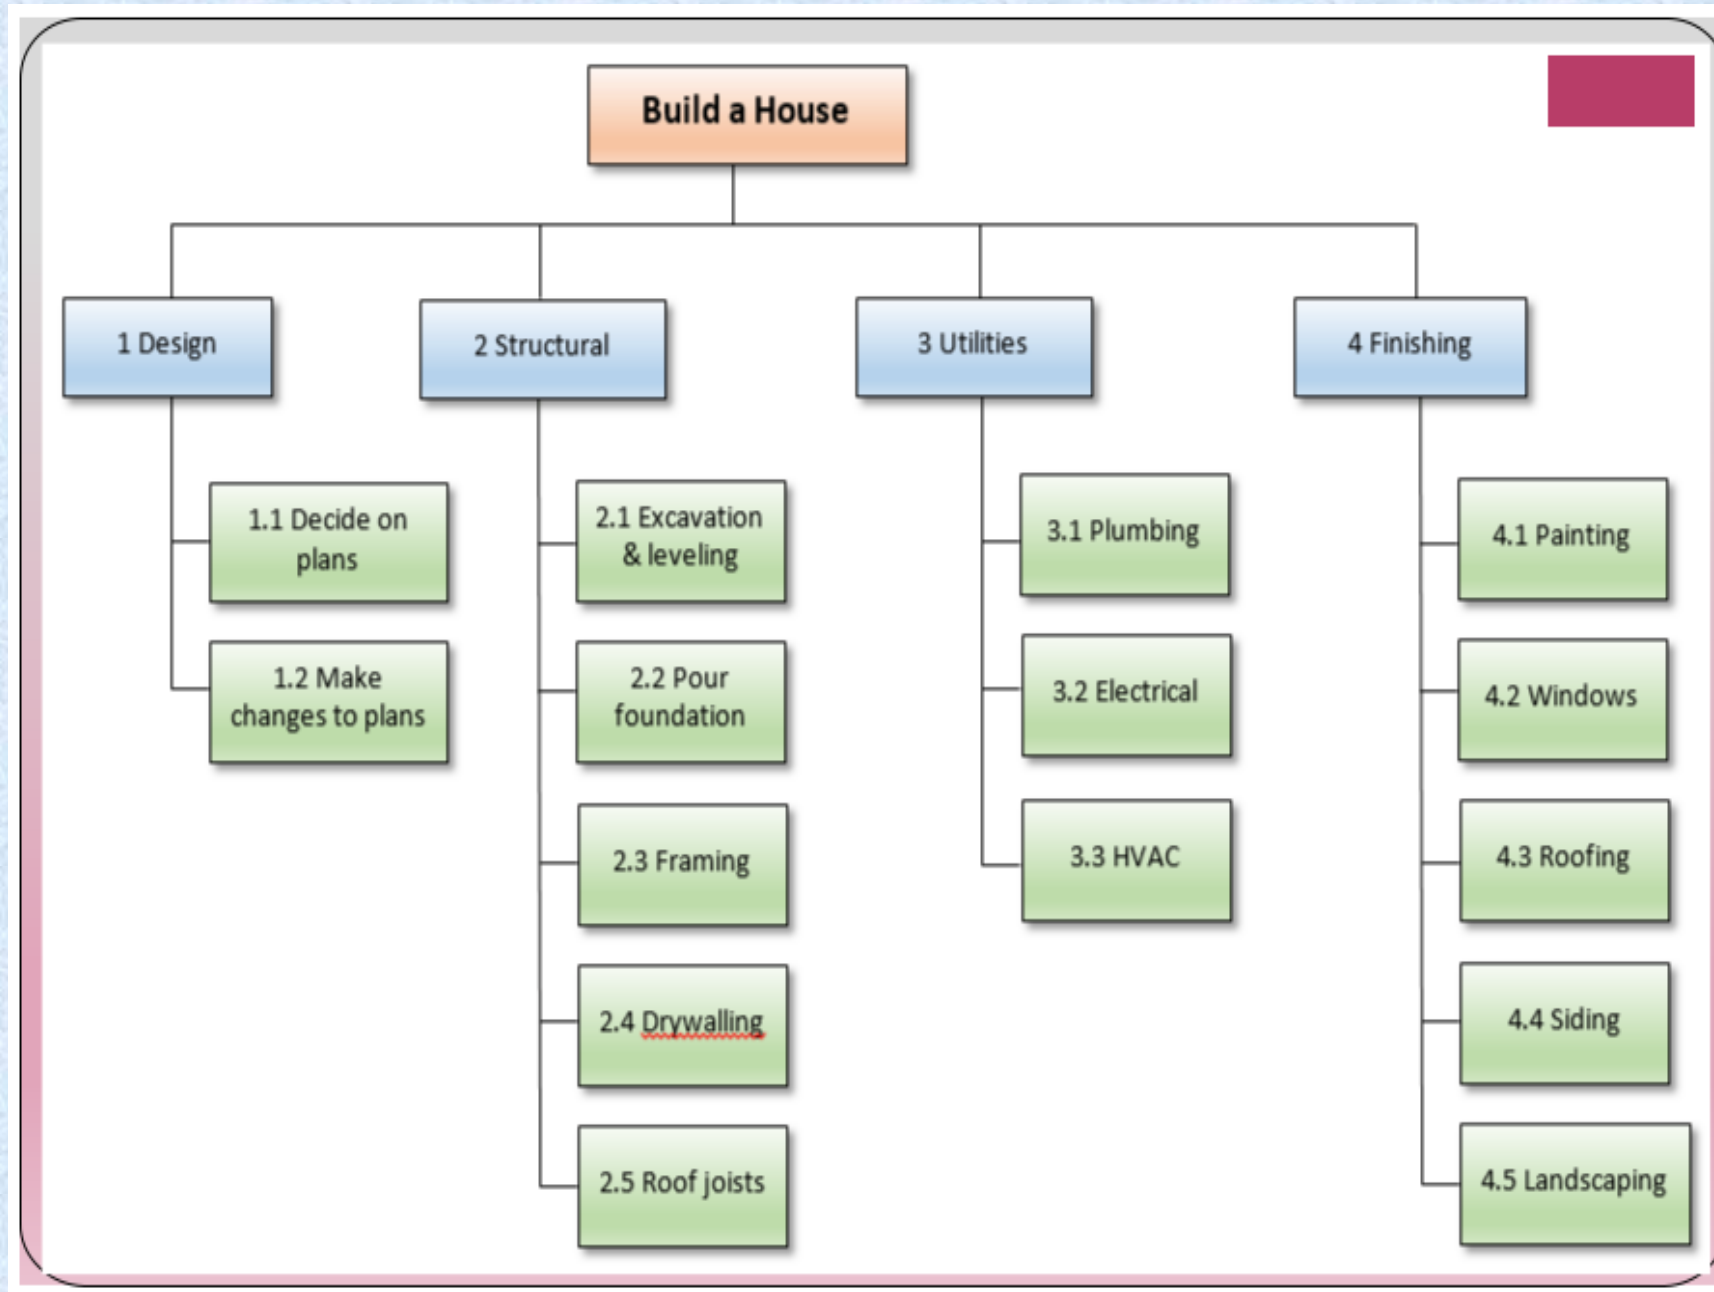 Build a House
1 Design
2 Structural
3 Utilities
4 Finishing
1.1 Decide on
plans
1.2 Make
changes to plans
2.1 Excavation
& leveling
2.2 Pour
foundation
2.3 Framing
2.4 Drywalling
2.5 Roof joists
3.1 Plumbing
3.2 Electrical
3.3 HVAC
4.1 Painting
4.2 Windows
4.3 Roofing
4.4 Siding
4.5 Landscaping